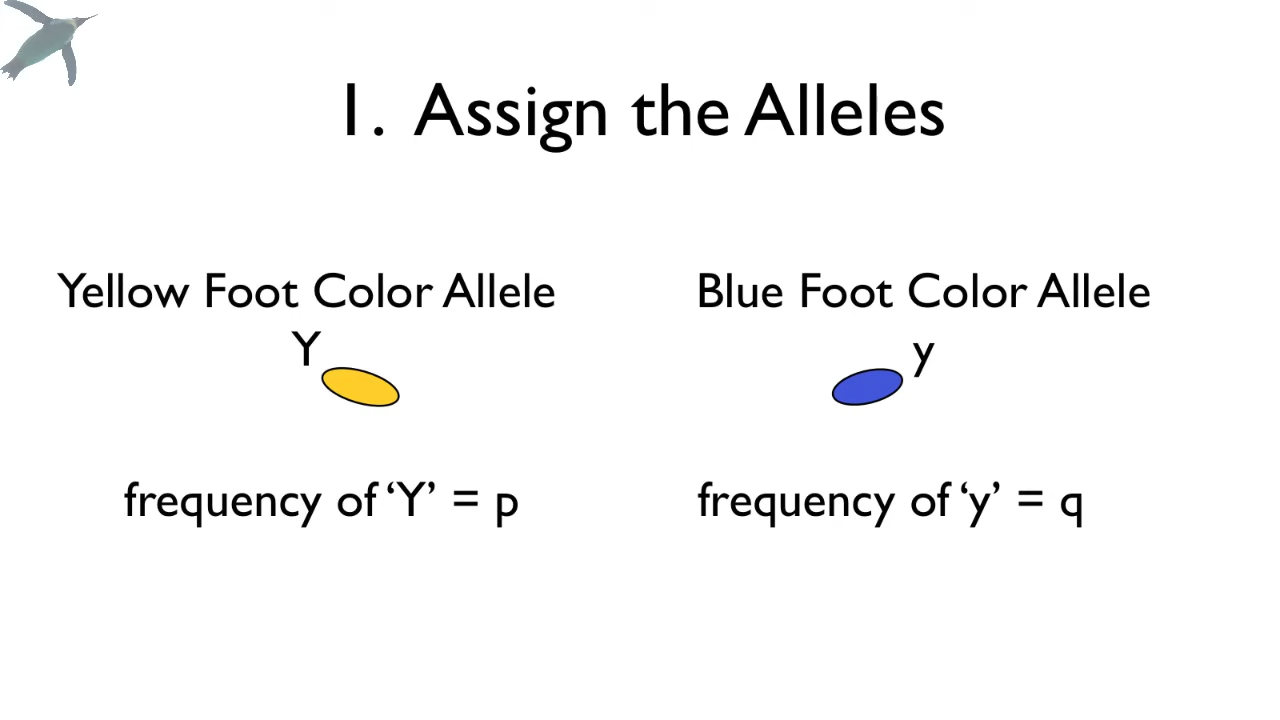 1. Assign the Alleles
Yellow Foot Color Allele
Y
Blue Foot Color Allele
y
frequency of ‘Y’ = p
frequency of ‘y’ = q